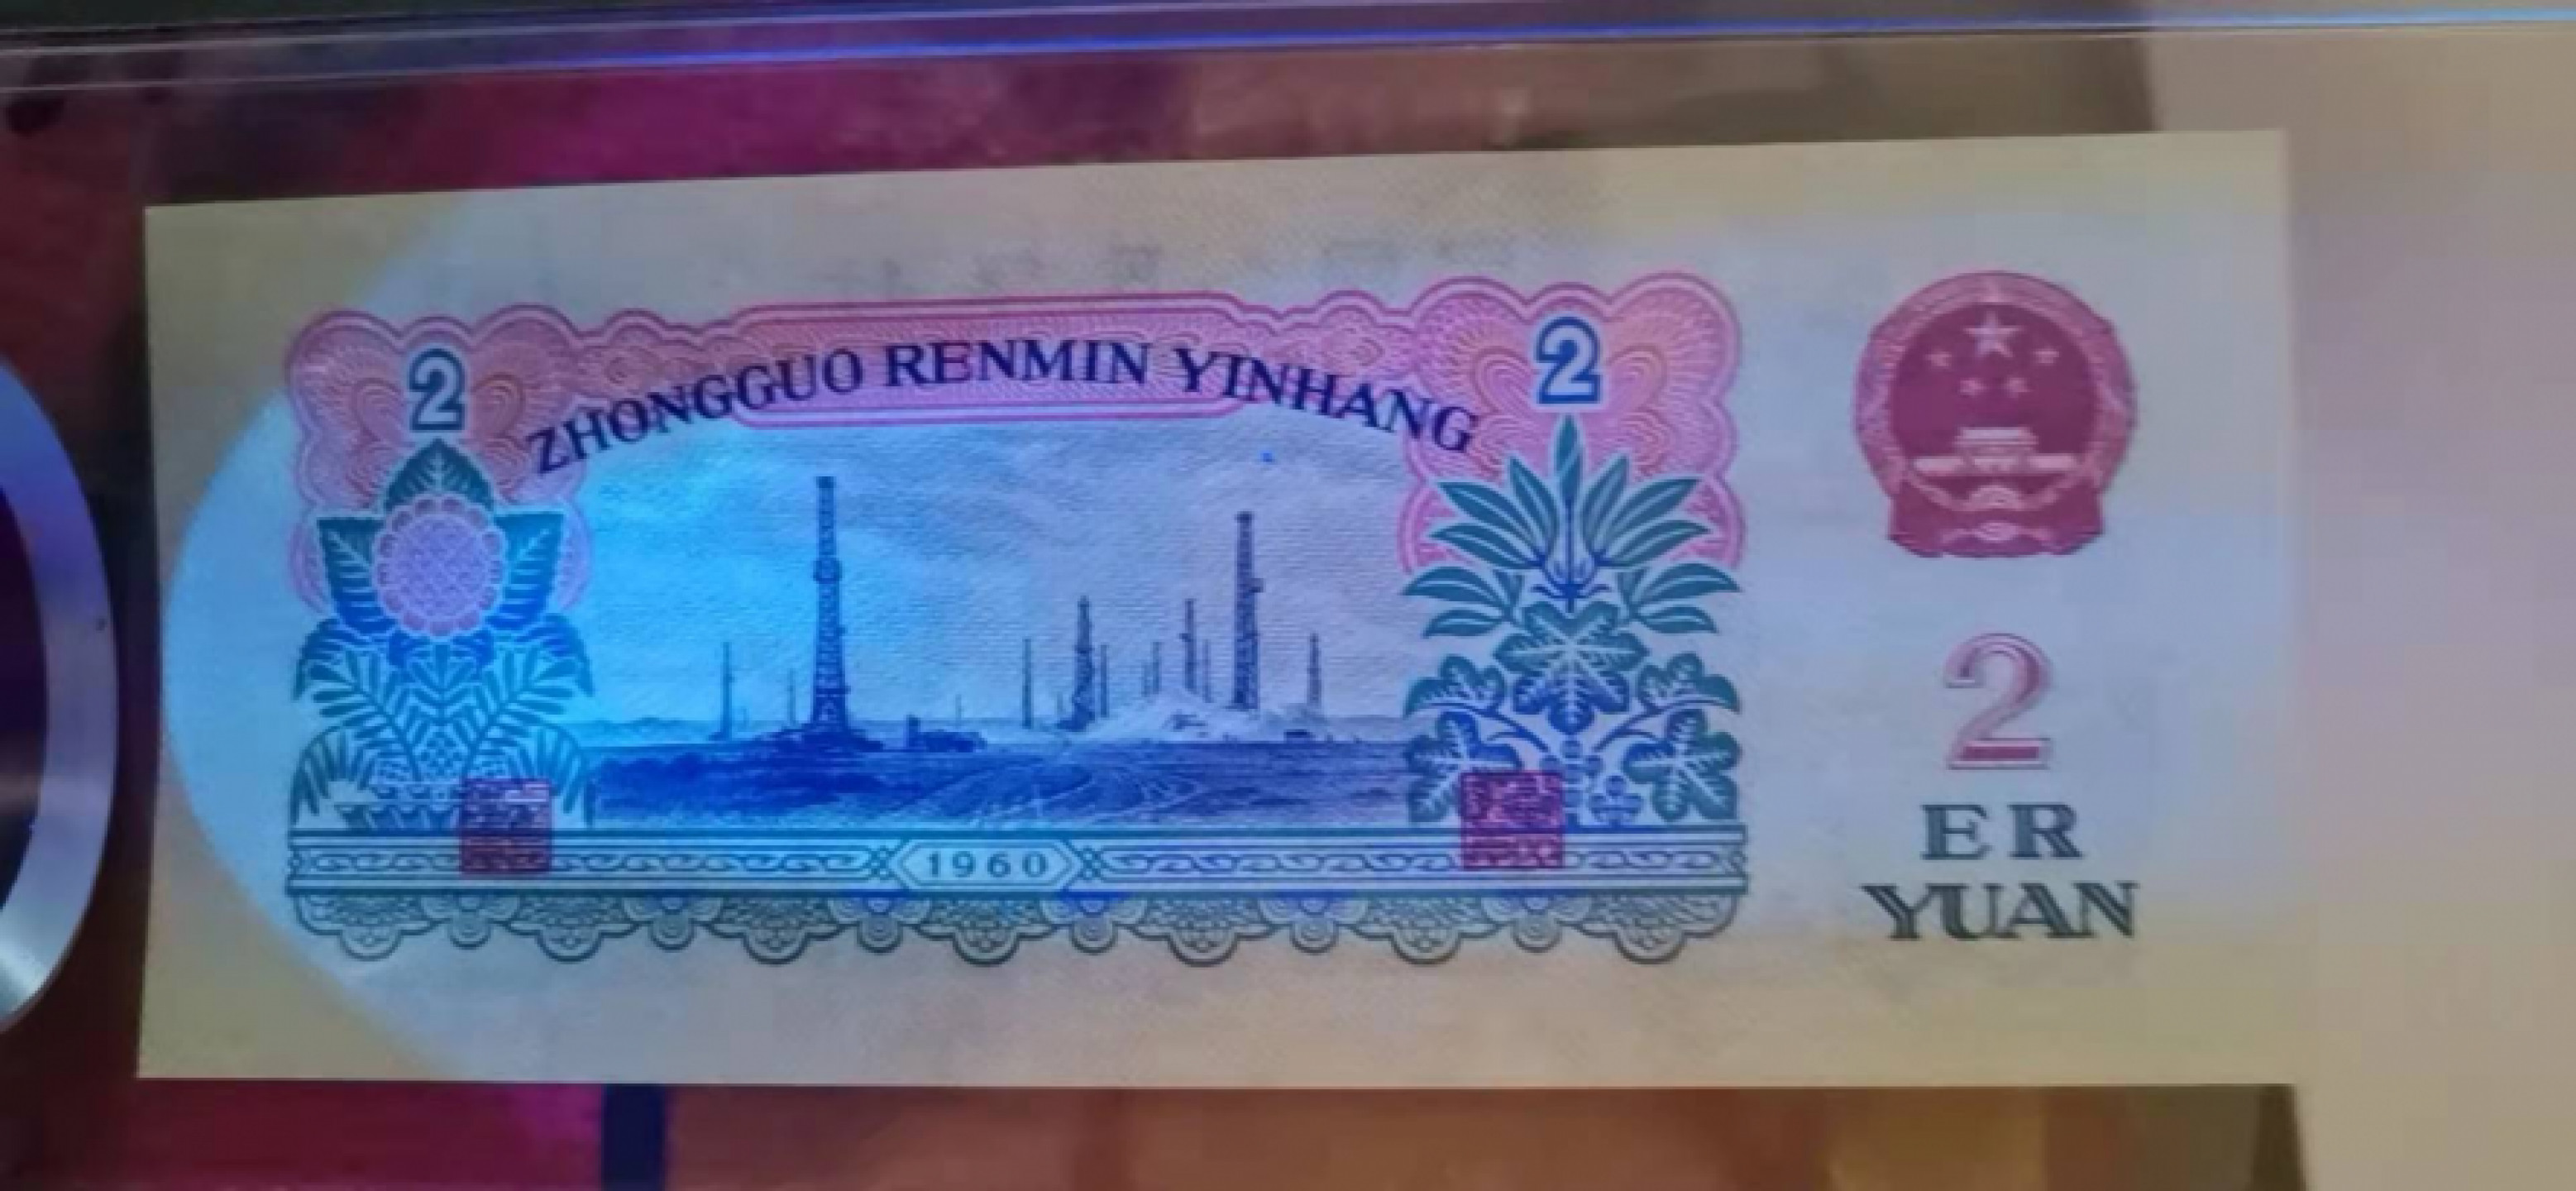 2
2
ZHONGGUO RENMIN YINHANG
1960
2
ER
YUAN